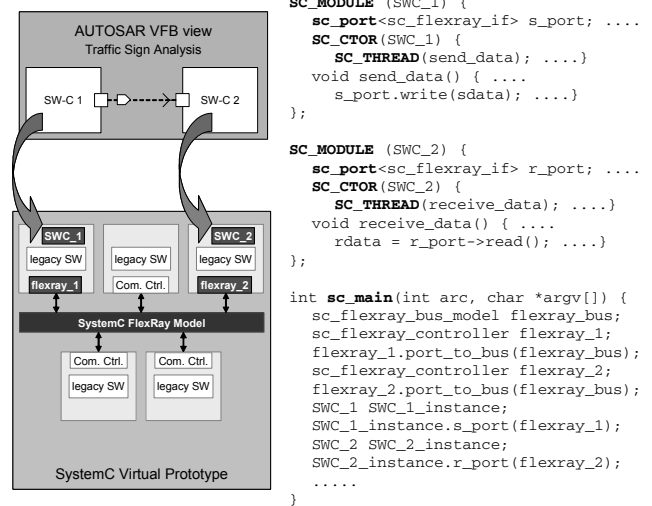 AUTOSAR VFB view
Traffic Sign Analysis
SW-C 1
SW-C 2
SWC_1
SWC_2
legacy SW
legacy SW
legacy SW
flexray_1
Com. Ctrl.
flexray_2
SystemC FlexRay Model
Com. Ctrl.
Com. Ctrl.
legacy SW
legacy SW
SystemC Virtual Prototype
SC_MODULE (SWC_1) {
sc_port<sc_flexray_if> s_port; ....
SC_CTOR(SWC_1) {
SC_THREAD(send_data); ....}
void send_data() { ....
s_port.write(sdata); ....}
};
SC_MODULE (SWC_2) {
sc_port<sc_flexray_if> r_port; ....
SC_CTOR(SWC_2) {
SC_THREAD(receive_data); ....}
void receive_data() { ....
rdata = r_port->read(); ....}
};
int sc_main(int arc, char *argv[]) {
sc_flexray_bus_model flexray_bus;
sc_flexray_controller flexray_1;
flexray_1.port_to_bus(flexray_bus);
sc_flexray_controller flexray_2;
flexray_2.port_to_bus(flexray_bus);
SWC_1 SWC_1_instance;
SWC_1_instance.s_port(flexray_1);
SWC_2 SWC_2_instance;
SWC_2_instance.r_port(flexray_2);
.....
}